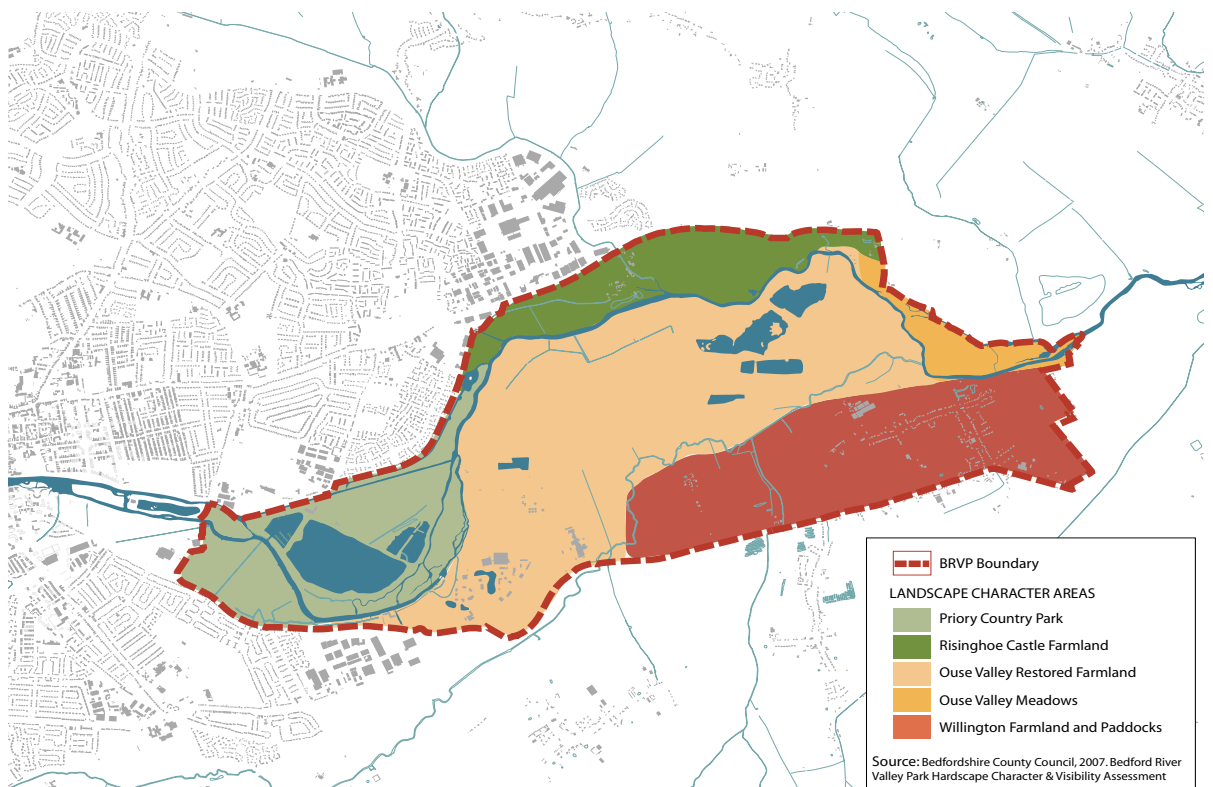 BRVP Boundary
LANDSCAPE CHARACTER AREAS
Priory Country Park
Risinghoe Castle Farmland
Ouse Valley Restored Farmland
Ouse Valley Meadows
Willington Farmland and Paddocks
Source: Bedfordshire County Council, 2007. Bedford River
Valley Park Hardscape Character & Visibility Assessment